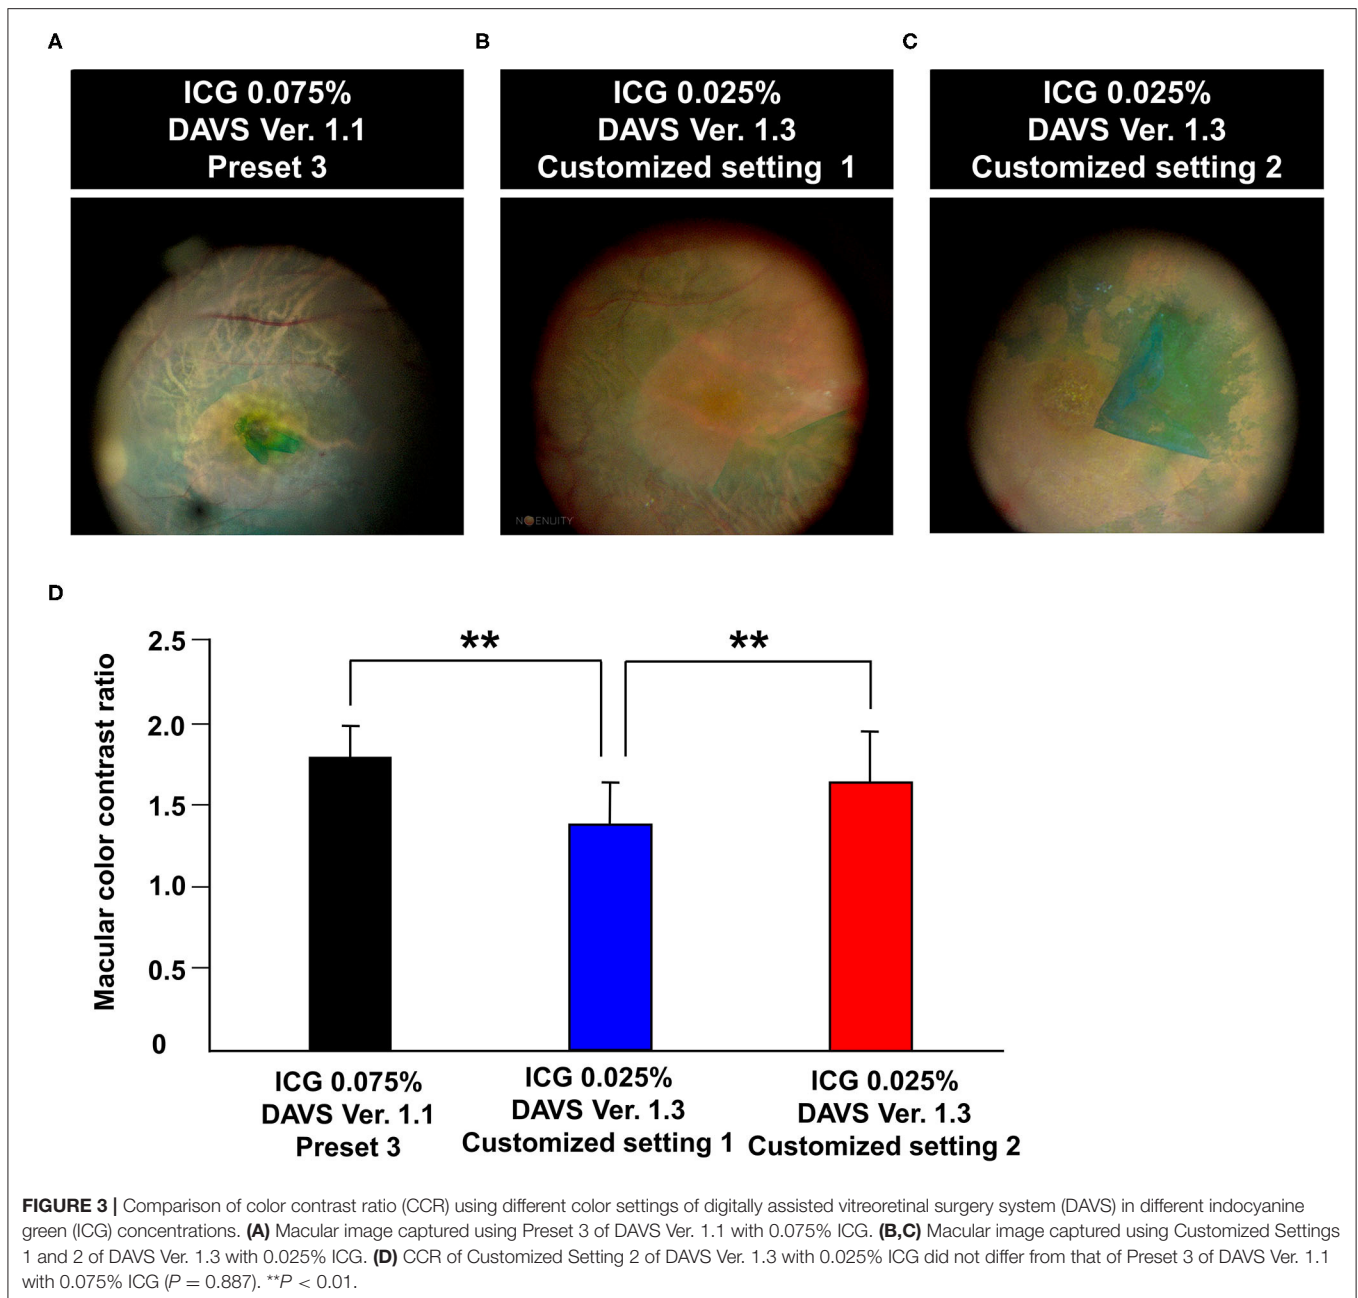 A
B
C
ICG 0.075%
DAVS Ver. 1.1
Preset 3
ICG 0.025%
DAVS Ver. 1.3
Customized setting 1
ICG 0.025%
DAVS Ver. 1.3
Customized setting 2
NGENUITY
D
Macular color contrast ratio
2.5
2.0
1.5
1.0
0.5
0
**
**
ICG 0.075%
DAVS Ver. 1.1
Preset 3
ICG 0.025%
DAVS Ver. 1.3
Customized setting 1
ICG 0.025%
DAVS Ver. 1.3
Customized setting 2
FIGURE 3 | Comparison of color contrast ratio (CCR) using different color settings of digitally assisted vitreoretinal surgery system (DAVS) in different indocyanine
green (ICG) concentrations. (A) Macular image captured using Preset 3 of DAVS Ver. 1.1 with 0.075% ICG. (B,C) Macular image captured using Customized Settings
1 and 2 of DAVS Ver. 1.3 with 0.025% ICG. (D) CCR of Customized Setting 2 of DAVS Ver. 1.3 with 0.025% ICG did not differ from that of Preset 3 of DAVS Ver. 1.1
with 0.075% ICG (P = 0.887). **P < 0.01.